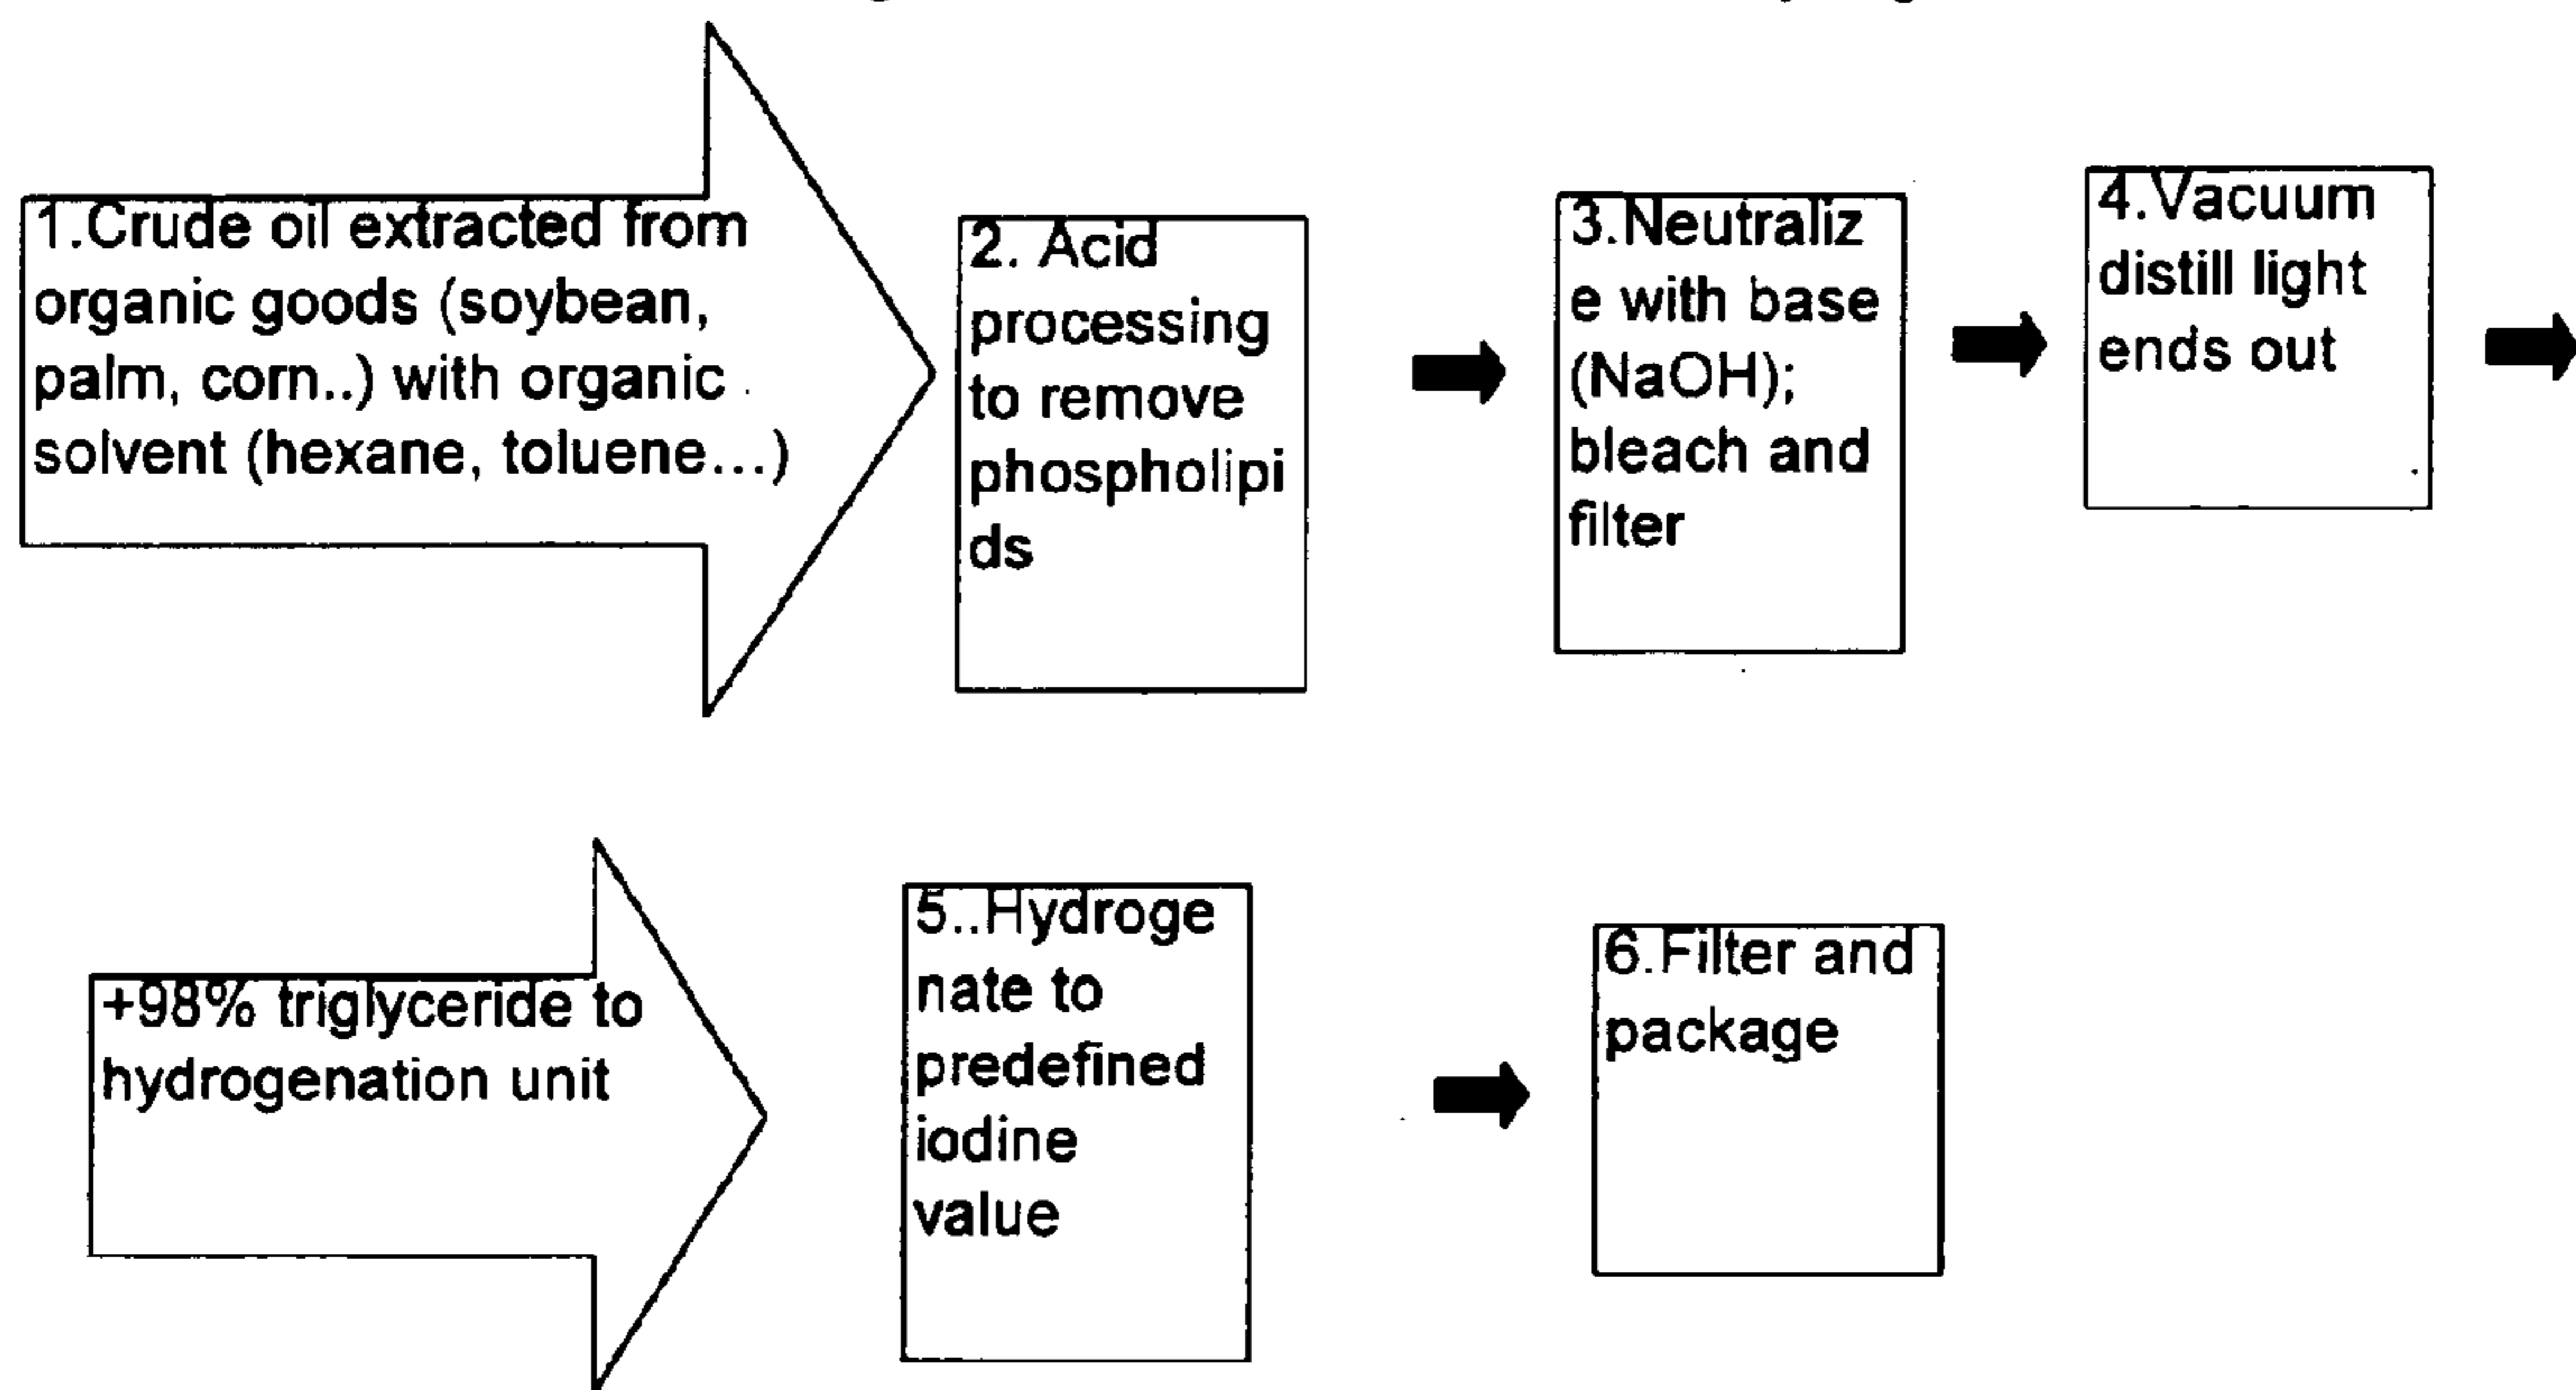 1.Crude oil extracted from
organic goods (soybean,
palm, corn..) with organic
solvent (hexane, toluene...)
2. Acid
processing
to remove
phospholipi
ds
3.Neutraliz
e with base
(NaOH);
bleach and
filter
4.Vacuum
distill light
ends out
+98% triglyceride to
hydrogenation unit
5..Hydroge
nate to
predefined
iodine
value
6.Filter and
package